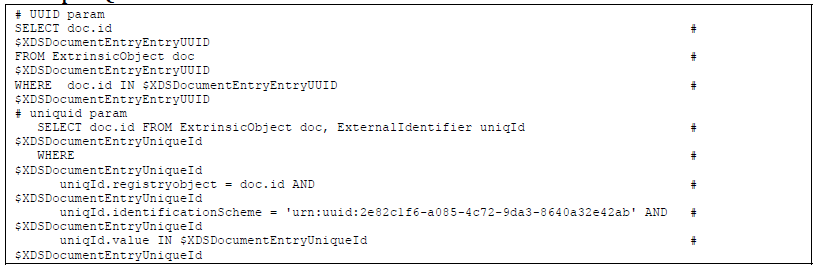 # UUID param
SELECT doc.id #
$XDSDocumentEntryEntryUUID
FROM ExtrinsicObject doc #
$XDSDocumentEntryEntryUUID
WHERE doc.id IN $XDSDocumentEntryEntryUUID #
$XDSDocumentEntryEntryUUID
# uniquid param
SELECT doc.id FROM ExtrinsicObject doc, ExternalIdentifier uniqId #
$XDSDocumentEntryUniqueId
WHERE #
$XDSDocumentEntryUniqueId
uniqId.registryobject = doc.id AND #
$XDSDocumentEntryUniqueId
uniqId.identificationScheme = 'urn:uuid:2e82c1f6-a085-4c72-9da3-8640a32e42ab' AND #
$XDSDocumentEntryUniqueId
uniqId.value IN $XDSDocumentEntryUniqueId #
$XDSDocumentEntryUniqueId